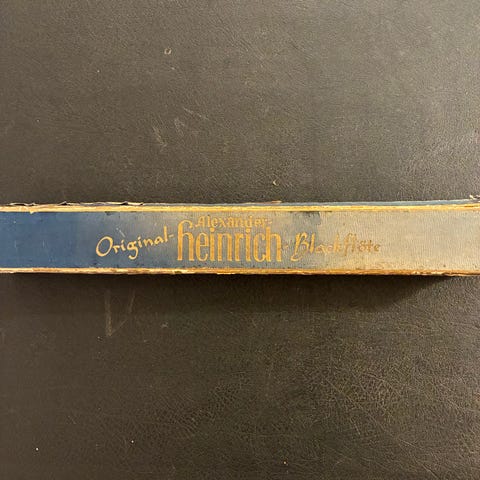 Original-
Alexander
Heinrich
Blockflöte